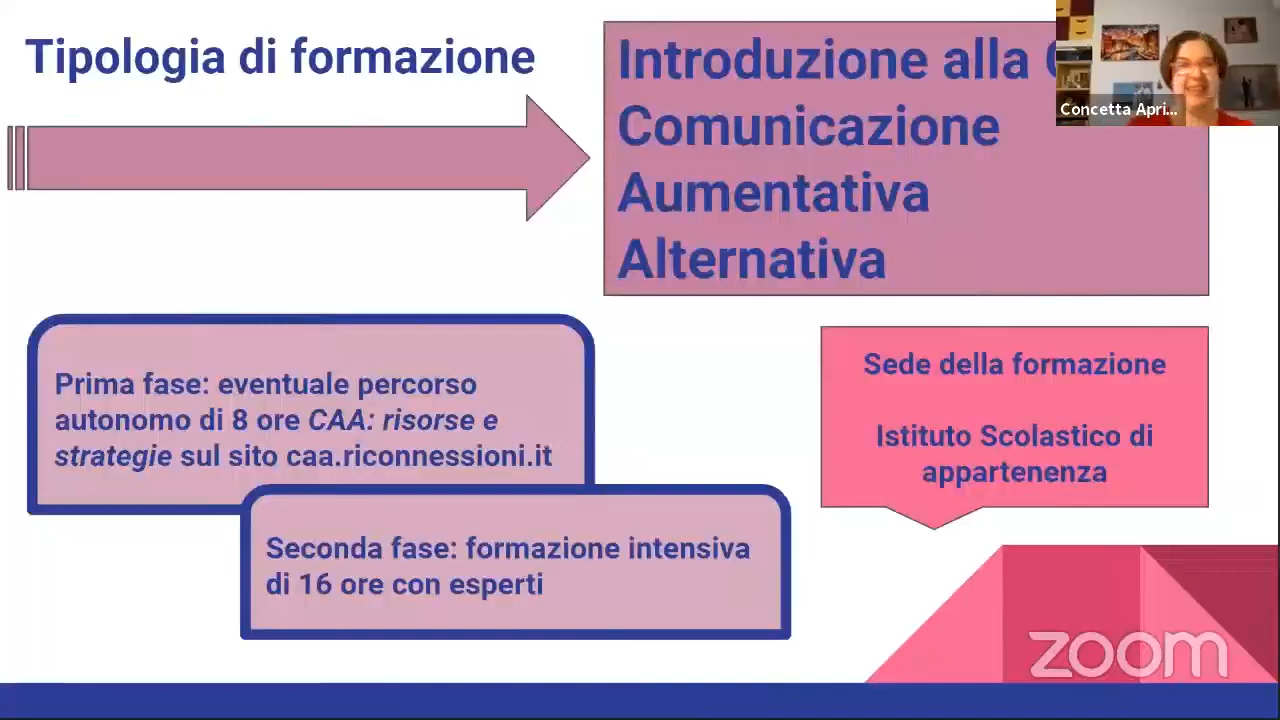 Tipologia di formazione
Introduzione alla
Comunicazione
Aumentativa
Alternativa
Concetta Apri...
Prima fase: eventuale percorso
autonomo di 8 ore CAA: risorse e
strategie sul sito caa.riconnessioni.it
Seconda fase: formazione intensiva
di 16 ore con esperti
Sede della formazione
Istituto Scolastico di
appartenenza
zoom